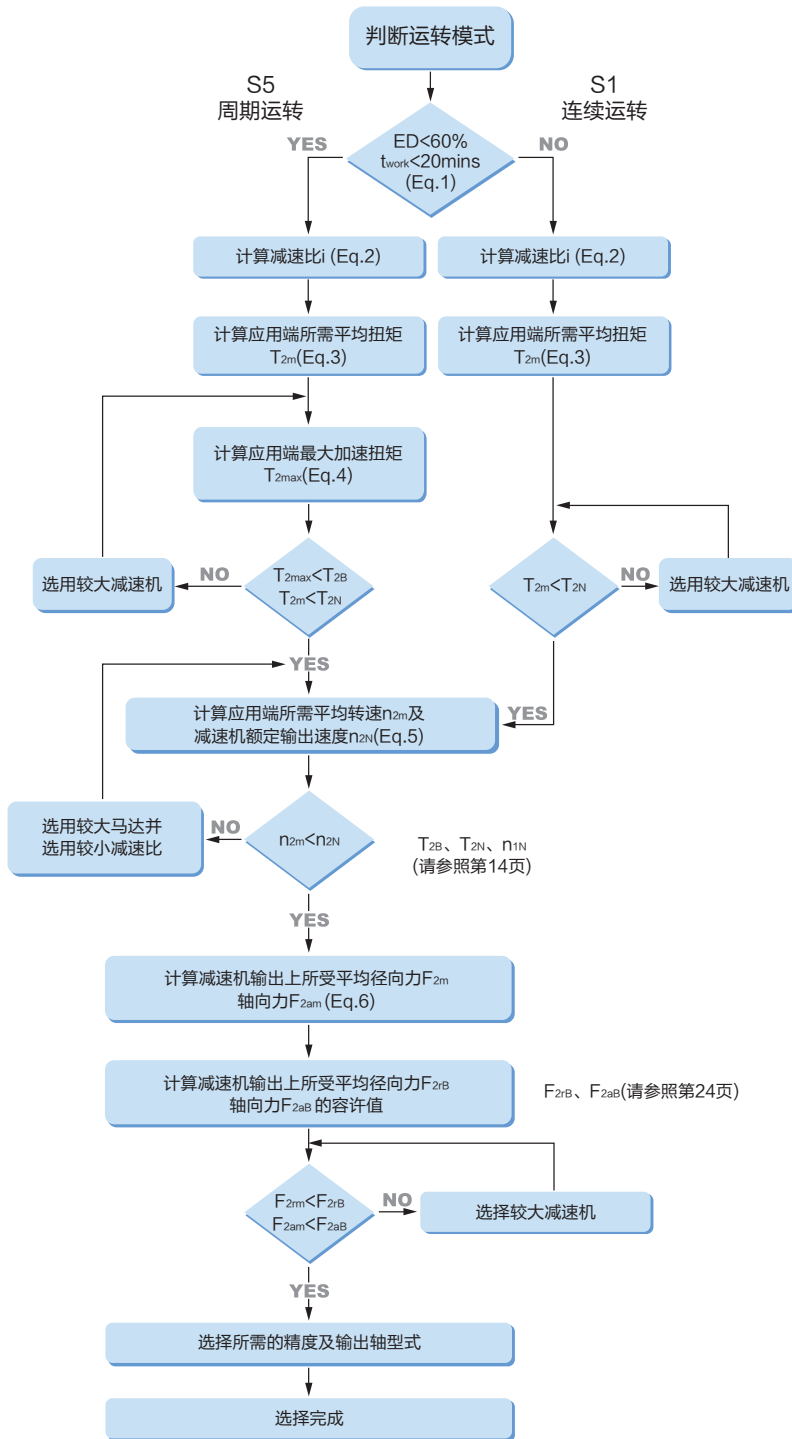 判断运转模式
S5
周期运转
S1
连续运转
YES
ED<60%
twork<20mins
(Eq.1)
NO
计算减速比i (Eq.2)
计算减速比i (Eq.2)
计算应用端所需平均扭矩
T2m(Eq.3)
计算应用端所需平均扭矩
T2m(Eq.3)
计算应用端最大加速扭矩
T2max(Eq.4)
选用较大减速机
NO
T2max<T2B
T2m<T2N
T2m<T2N
NO
选用较大减速机
YES
计算应用端所需平均转速n2m及
减速机额定输出速度n2N(Eq.5)
YES
选用较大马达并
选用较小减速比
NO
n2m<n2N
T2B、T2N、n1N
(请参照第14页)
YES
计算减速机输出上所受平均径向力F2m
轴向力F2am (Eq.6)
计算减速机输出上所受平均径向力F2rB
轴向力F2aB 的容许值
F2rB、F2aB(请参照第24页)
F2rm<F2rB
F2am<F2aB
NO
选择较大减速机
YES
选择所需的精度及输出轴型式
选择完成